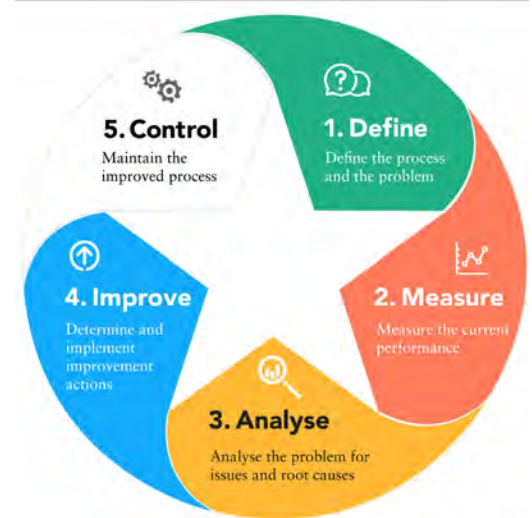 1. Define
Define the process
and the problem
2. Measure
Measure the current
performance
3. Analyse
Analyse the problem for
issues and root causes
4. Improve
Determine and
implement
improvement
actions
5. Control
Maintain the
improved process